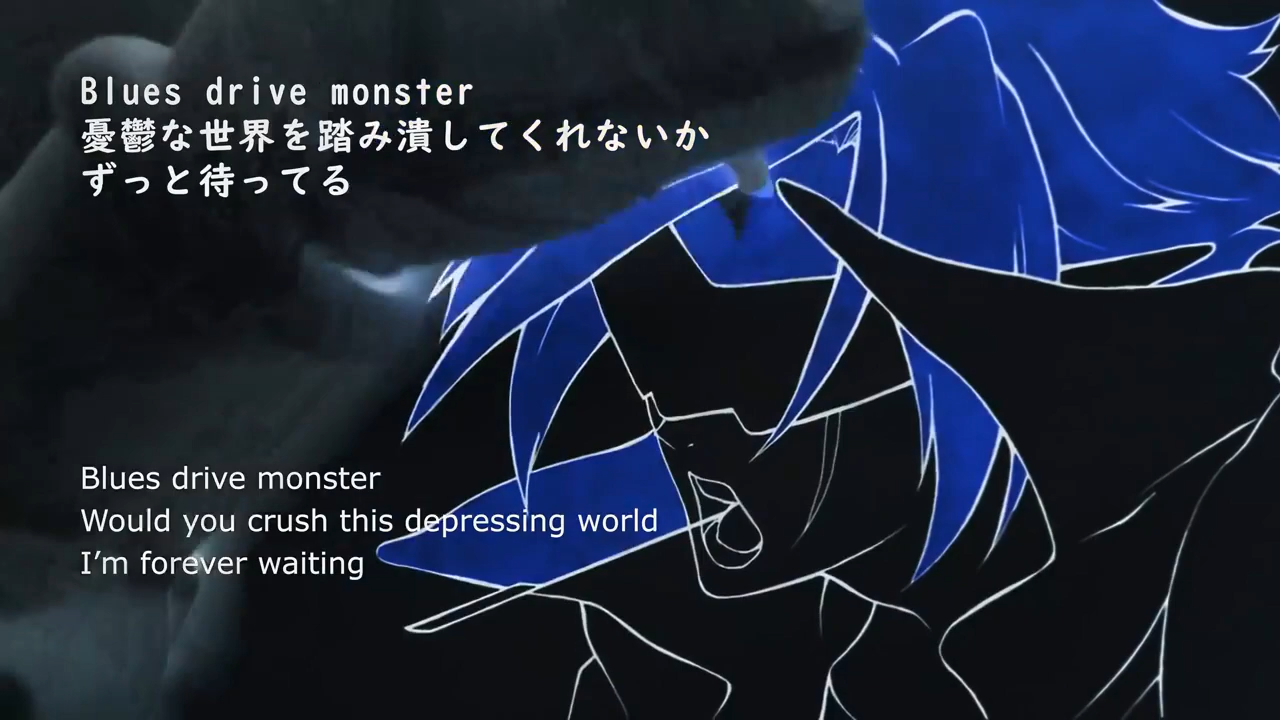 Blues drive monster
憂鬱な世界を踏み潰してくれないか
ずっと待ってる
Blues drive monster
Would you crush this depressing world
I’m forever waiting